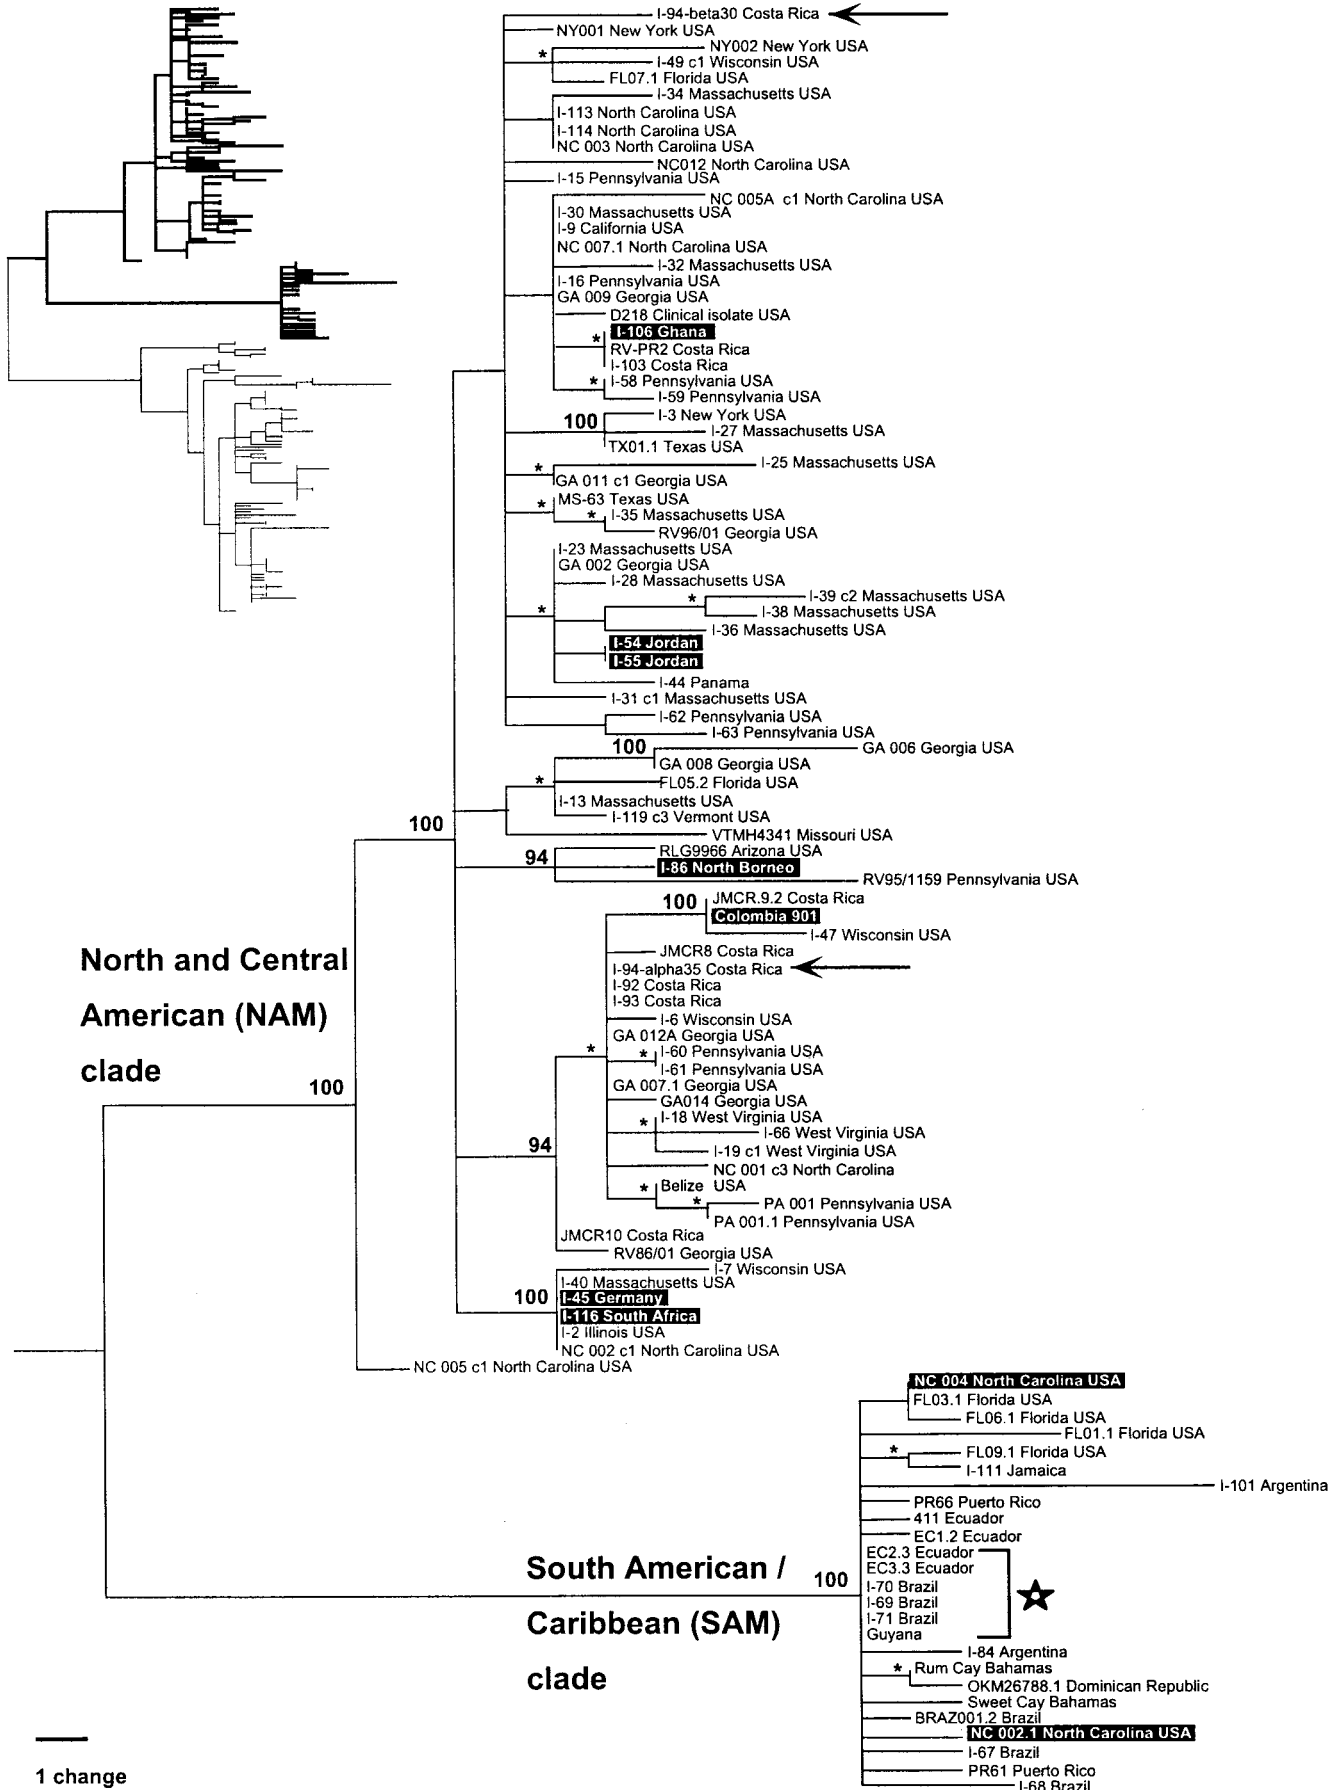 I-94-beta30 Costa Rica
NY001 New York USA
NY002 New York USA
*
I-49 c1 Wisconsin USA
FL07.1 Florida USA
I-34 Massachusetts USA
I-113 North Carolina USA
I-114 North Carolina USA
NC 003 North Carolina USA
NC012 North Carolina USA
I-15 Pennsylvania USA
NC 005A c1 North Carolina USA
I-30 Massachusetts USA
I-9 California USA
NC 007.1 North Carolina USA
I-32 Massachusetts USA
I-16 Pennsylvania USA
GA 009 Georgia USA
D218 Clinical isolate USA
I-106 Ghana
*
RV-PR2 Costa Rica
I-103 Costa Rica
* I-58 Pennsylvania USA
I-59 Pennsylvania USA
I-3 New York USA
100
I-27 Massachusetts USA
TX01.1 Texas USA
I-25 Massachusetts USA
*
GA 011 c1 Georgia USA
MS-63 Texas USA
*
* I-35 Massachusetts USA
RV96/01 Georgia USA
I-23 Massachusetts USA
GA 002 Georgia USA
I-28 Massachusetts USA
* I-39 c2 Massachusetts USA
* I-38 Massachusetts USA
I-36 Massachusetts USA
I-54 Jordan
I-55 Jordan
I-44 Panama
I-31 c1 Massachusetts USA
I-62 Pennsylvania USA
I-63 Pennsylvania USA
100 GA 006 Georgia USA
GA 008 Georgia USA
* FL05.2 Florida USA
I-13 Massachusetts USA
I-119 c3 Vermont USA
100
VTMH4341 Missouri USA
RLG9966 Arizona USA
94
I-86 North Borneo
RV95/1159 Pennsylvania USA
100 JMCR.9.2 Costa Rica
Colombia 901
I-47 Wisconsin USA
JMCR8 Costa Rica
I-94-alpha35 Costa Rica
I-92 Costa Rica
I-93 Costa Rica
I-6 Wisconsin USA
GA 012A Georgia USA
* * I-60 Pennsylvania USA
I-61 Pennsylvania USA
GA 007.1 Georgia USA
GA014 Georgia USA
* I-18 West Virginia USA
I-66 West Virginia USA
94
I-19 c1 West Virginia USA
NC 001 c3 North Carolina
* Belize USA
* PA 001 Pennsylvania USA
PA 001.1 Pennsylvania USA
JMCR10 Costa Rica
RV86/01 Georgia USA
I-7 Wisconsin USA
I-40 Massachusetts USA
100 I-45 Germany
I-116 South Africa
I-2 Illinois USA
NC 002 c1 North Carolina USA
NC 005 c1 North Carolina USA
North and Central
American (NAM)
clade
100
NC 004 North Carolina USA
FL03.1 Florida USA
FL06.1 Florida USA
FL01.1 Florida USA
* FL09.1 Florida USA
I-111 Jamaica
I-101 Argentina
PR66 Puerto Rico
411 Ecuador
EC1.2 Ecuador
EC2.3 Ecuador
EC3.3 Ecuador
I-70 Brazil
I-69 Brazil
I-71 Brazil
Guyana
I-84 Argentina
* Rum Cay Bahamas
OKM26788.1 Dominican Republic
Sweet Cay Bahamas
BRAZ001.2 Brazil
NC 002.1 North Carolina USA
I-67 Brazil
PR61 Puerto Rico
I-68 Brazil
South American /
Caribbean (SAM)
clade
100
1 change